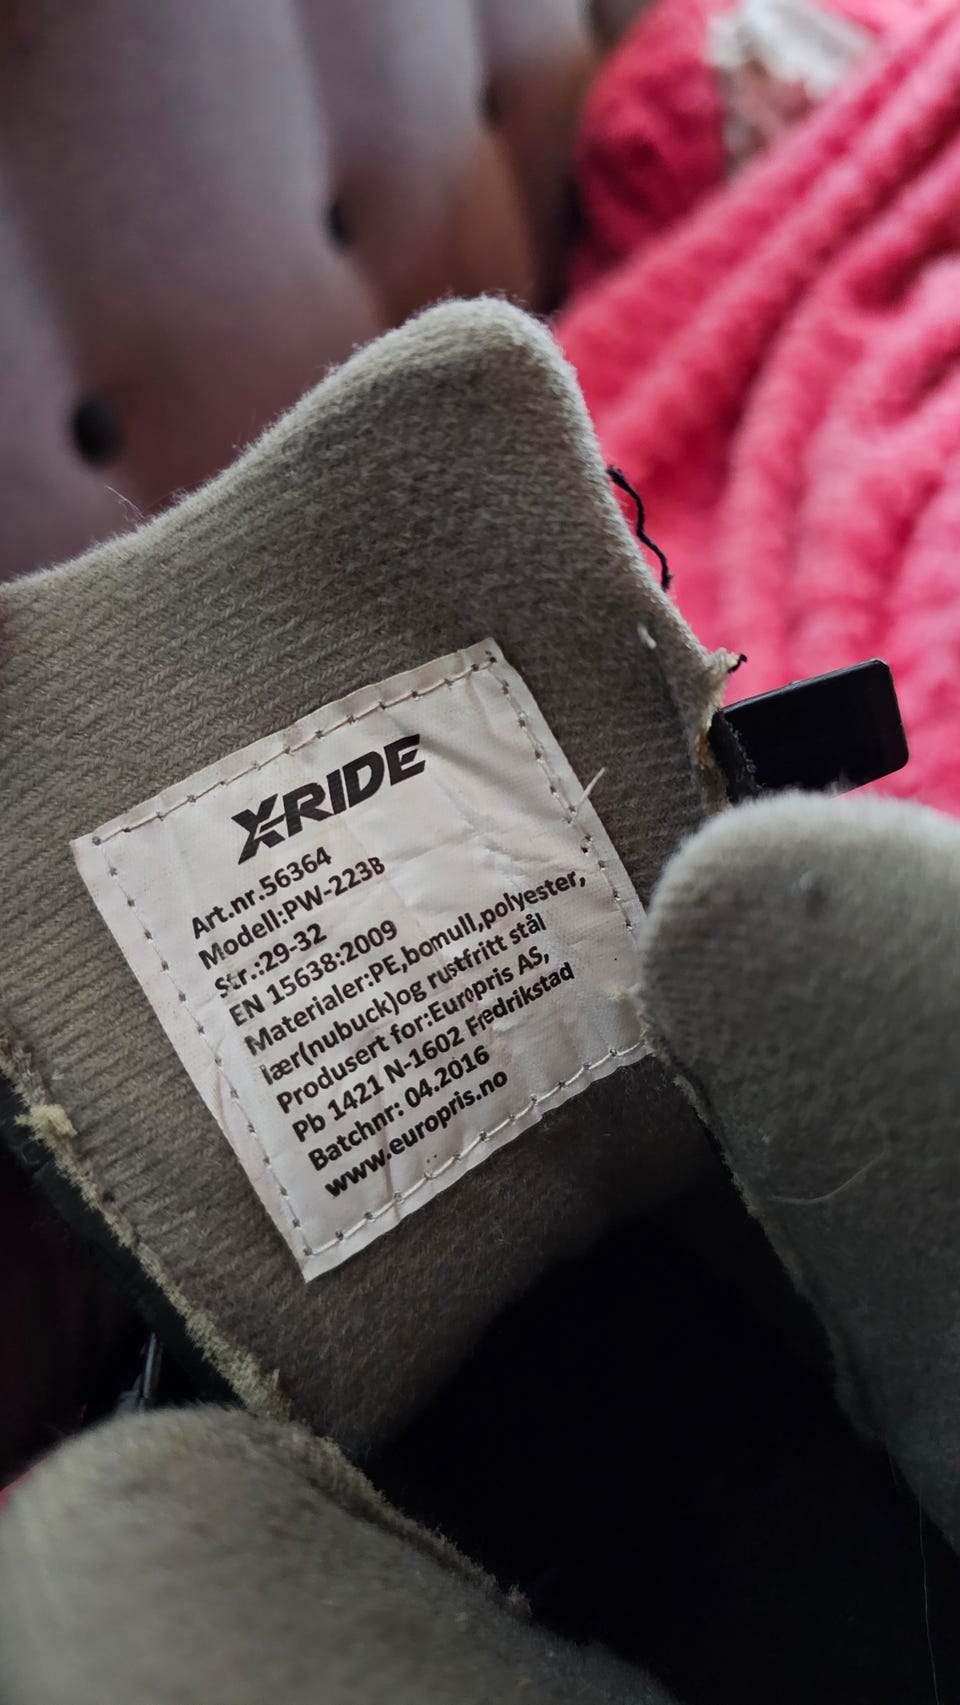 X-RIDE
Art.nr.56364
Modell:PW-223B
Str.:29-32
EN 15638:2009
Materialer:PE,bomull,polyester,
lær(nubuck)og rustfritt stål
Produsert for:Europris AS,
Pb 1421 N-1602 Fredrikstad
Batchnr: 04.2016
www.europris.no